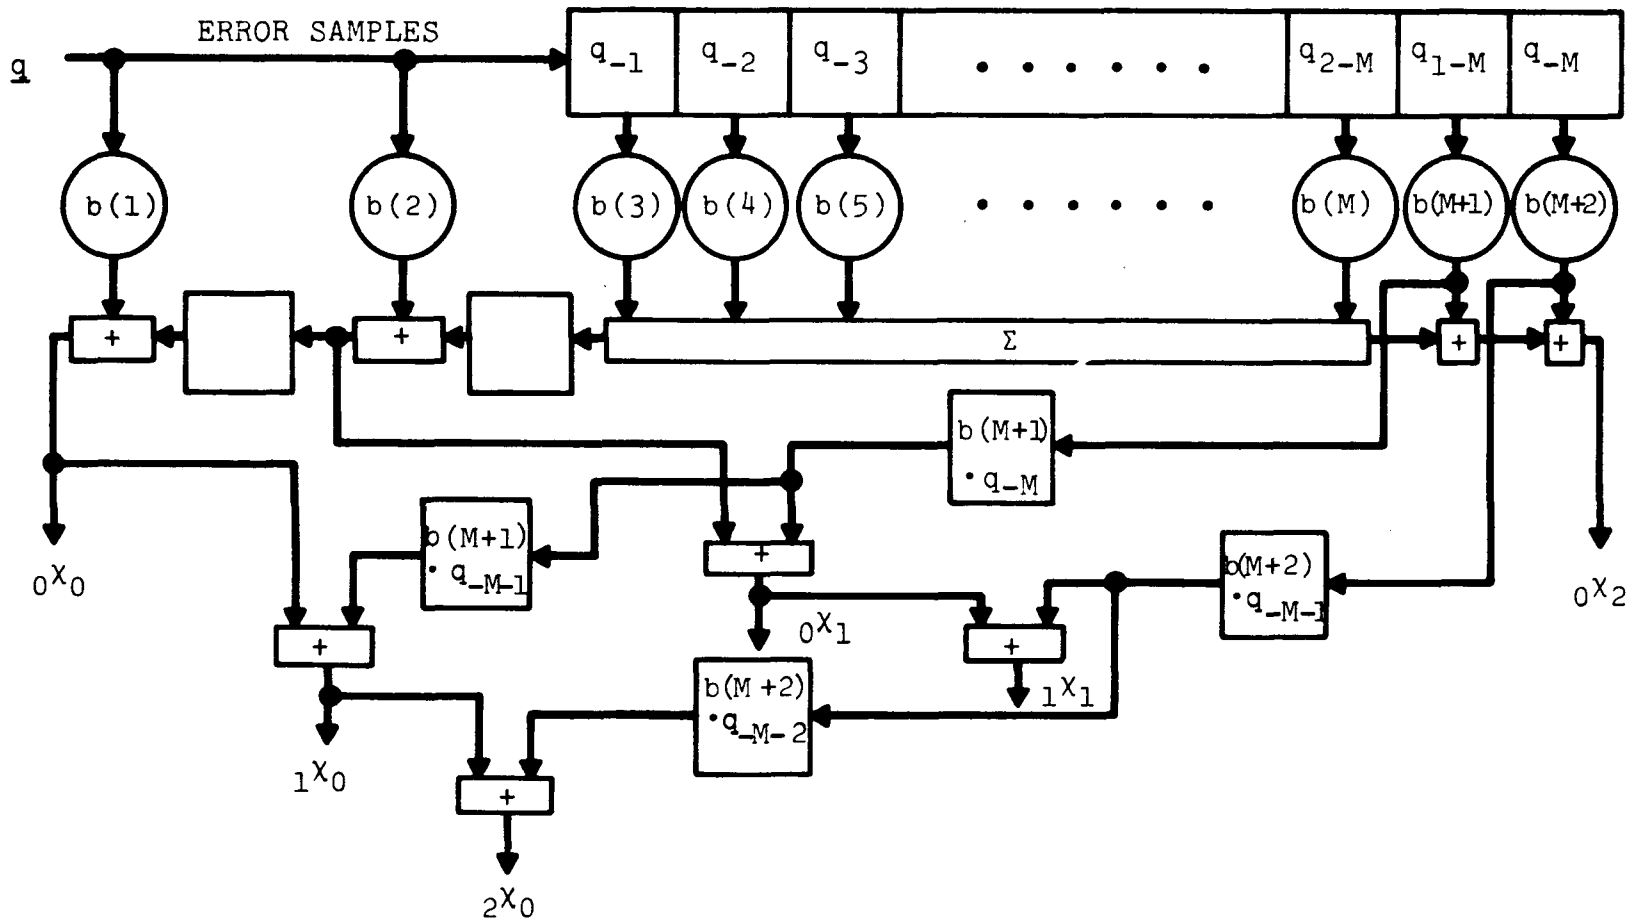 ERROR SAMPLES
q
q₋₁ q₋₂ q₋₃ . . . . . . q₂₋M q₁₋M q₋M
b(1) b(2) b(3) b(4) b(5) . . . . . . b(M) b(M+1) b(M+2)
+ + Σ + +
b(M+1)
· q₋M
b(M+1)
· q₋M₋₁
+
b(M+2)
· q₋M₋₁
₀X₀
₀X₂
₀X₁
+
+
b(M+2)
· q₋M₋₂
₁X₁
₁X₀
+
₂X₀